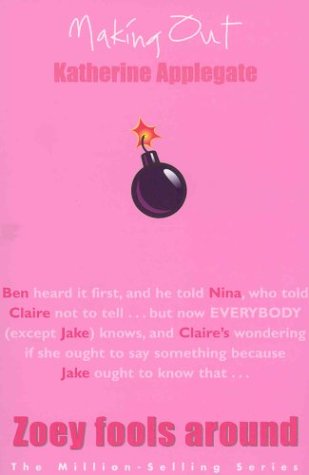 Making Out
Katherine Applegate
Ben heard it first, and he told Nina, who told
Claire not to tell . . . but now EVERYBODY
(except Jake) knows, and Claire's wondering
if she ought to say something because
Jake ought to know that . . .
Zoey fools around
The Million-Selling Series